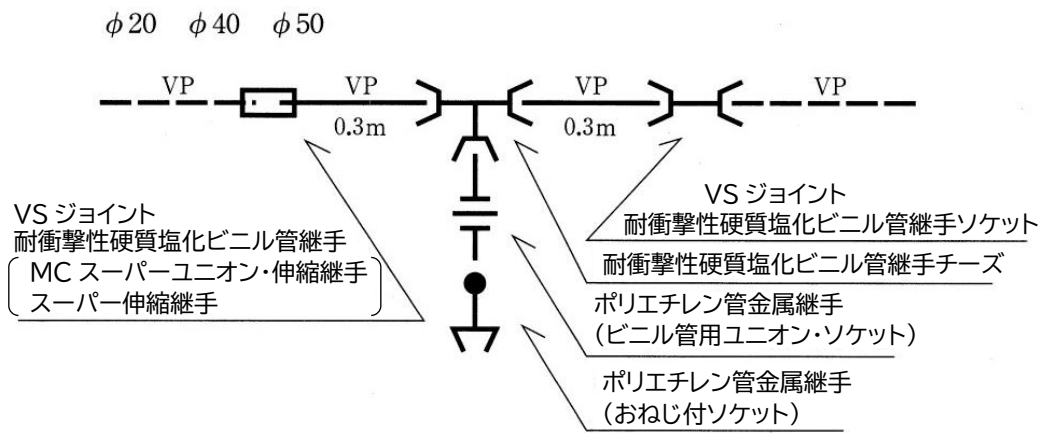 φ20 φ40 φ50
VP VP VP VP
0.3m 0.3m
VS ジョイント
耐衝撃性硬質塩化ビニル管継手
MC スーパーユニオン・伸縮継手
スーパー伸縮継手
VS ジョイント
耐衝撃性硬質塩化ビニル管継手ソケット
耐衝撃性硬質塩化ビニル管継手チーズ
ポリエチレン管金属継手
(ビニル管用ユニオン・ソケット)
ポリエチレン管金属継手
(おねじ付ソケット)